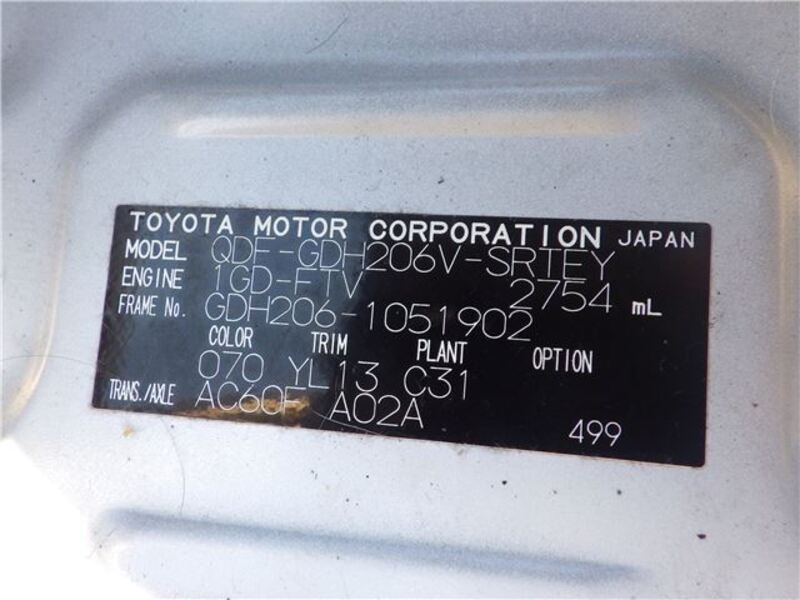 TOYOTA MOTOR CORPORATION JAPAN
MODEL QDF-GDH206V-SRTEY
ENGINE 1GD-FTV 2754 mL
FRAME No. GDH206-1051902
COLOR TRIM PLANT OPTION
070 YL13 C31
TRANS./AXLE AC60F A02A
499